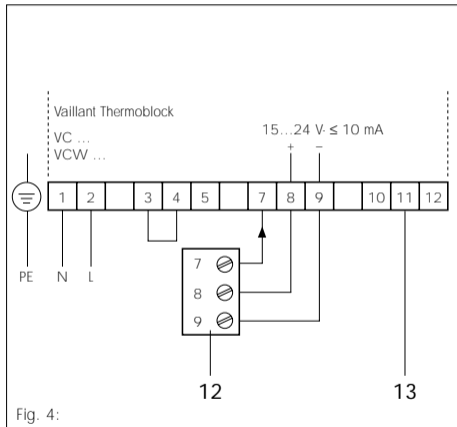 Vaillant Thermoblock
VC ...
VCW ...
15...24 V- ≤ 10 mA
+ −
1 2 3 4 5 7 8 9 10 11 12
PE N L
7
8
9
12 13
Fig. 4: